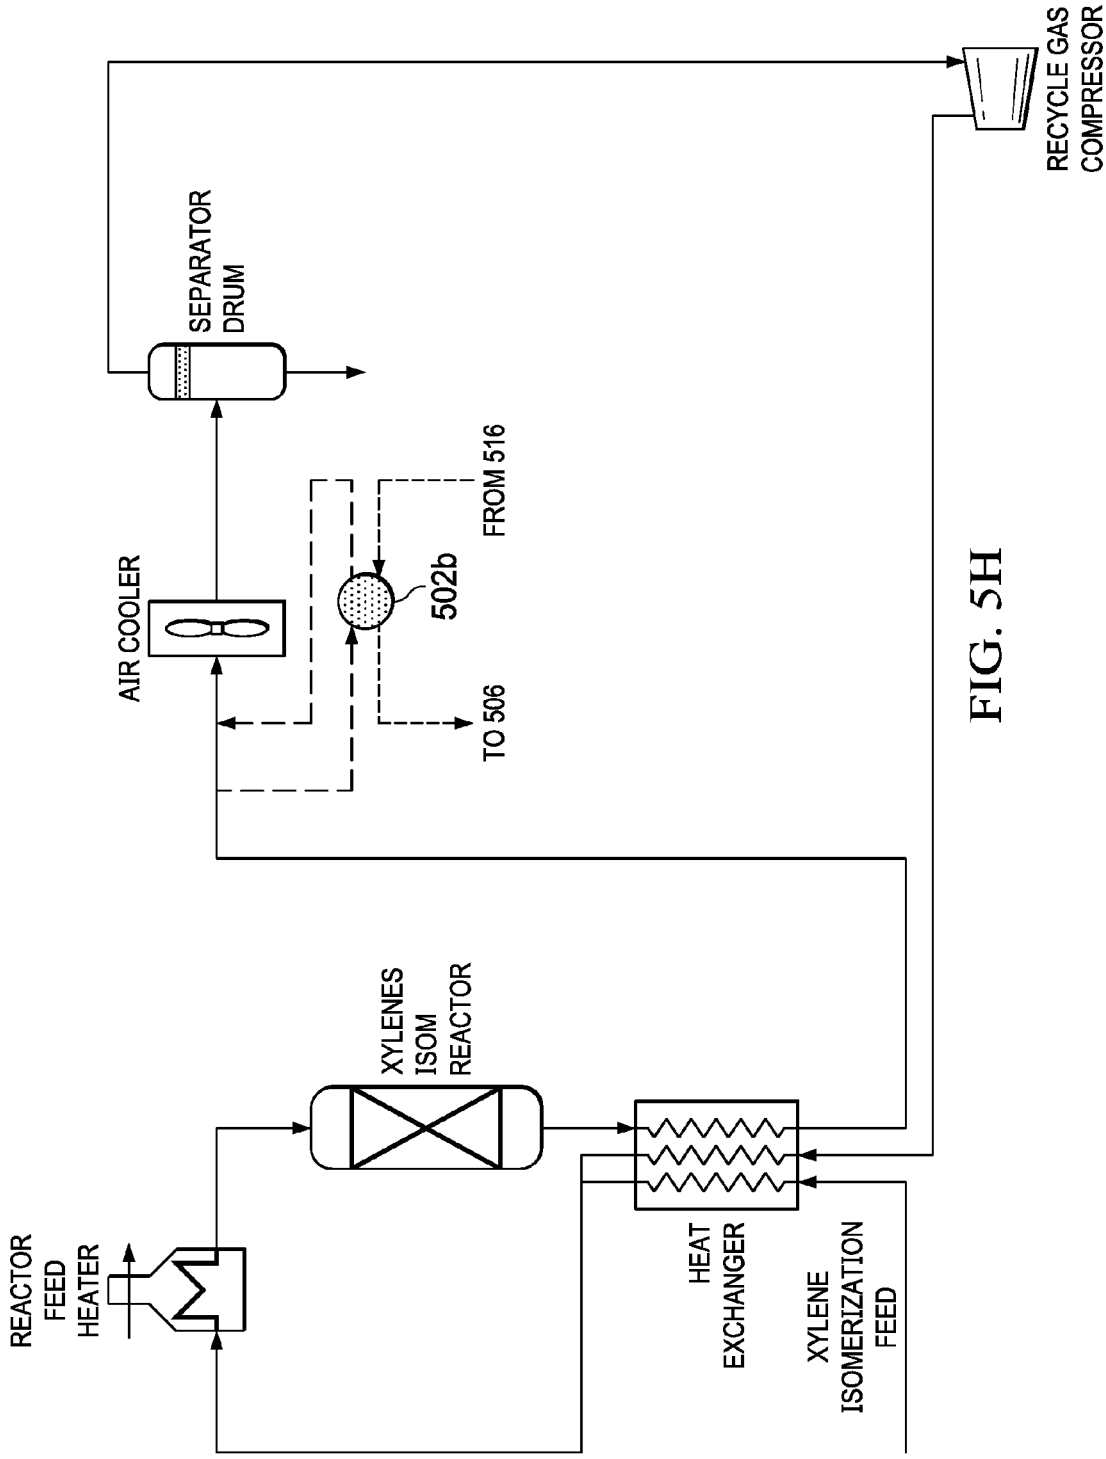 REACTOR
FEED
HEATER
XYLENES
ISOM
REACTOR
HEAT
EXCHANGER
XYLENE
ISOMERIZATION
FEED
AIR COOLER
502b
TO 506
FROM 516
SEPARATOR
DRUM
RECYCLE GAS
COMPRESSOR
FIG. 5H